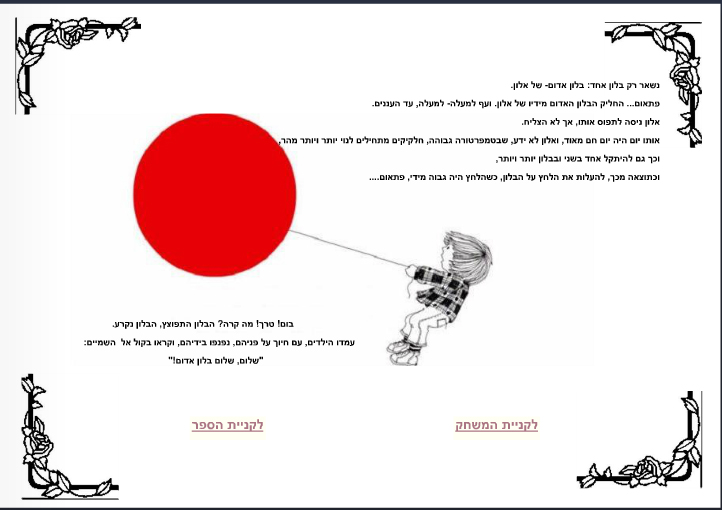 נשאר רק בלון אחד: בלון אדום- של אלון.
פתאום... החליק הבלון האדום מידיו של אלון. ועף למעלה- למעלה, עד העננים.
אלון ניסה לתפוס אותו, אך לא הצליח.
אותו יום היה יום חם מאוד, ואלון לא ידע, שבטמפרטורה גבוהה, חלקיקים מתחילים לנוי יותר ויותר מהר,
וכך גם להיתקל אחד בשני ובבלון יותר ויותר,
וכתוצאה מכך, להעלות את הלחץ על הבלון, כשהלחץ היה גבוה מידי, פתאום....
בום! טרך! מה קרה? הבלון התפוצץ, הבלון נקרע.
עמדו הילדים, עם חיוך על פניהם, נפנפו בידיהם, וקראו בקול אל השמיים:
"שלום, שלום בלון אדום!"
לקניית המשחק
לקניית הספר